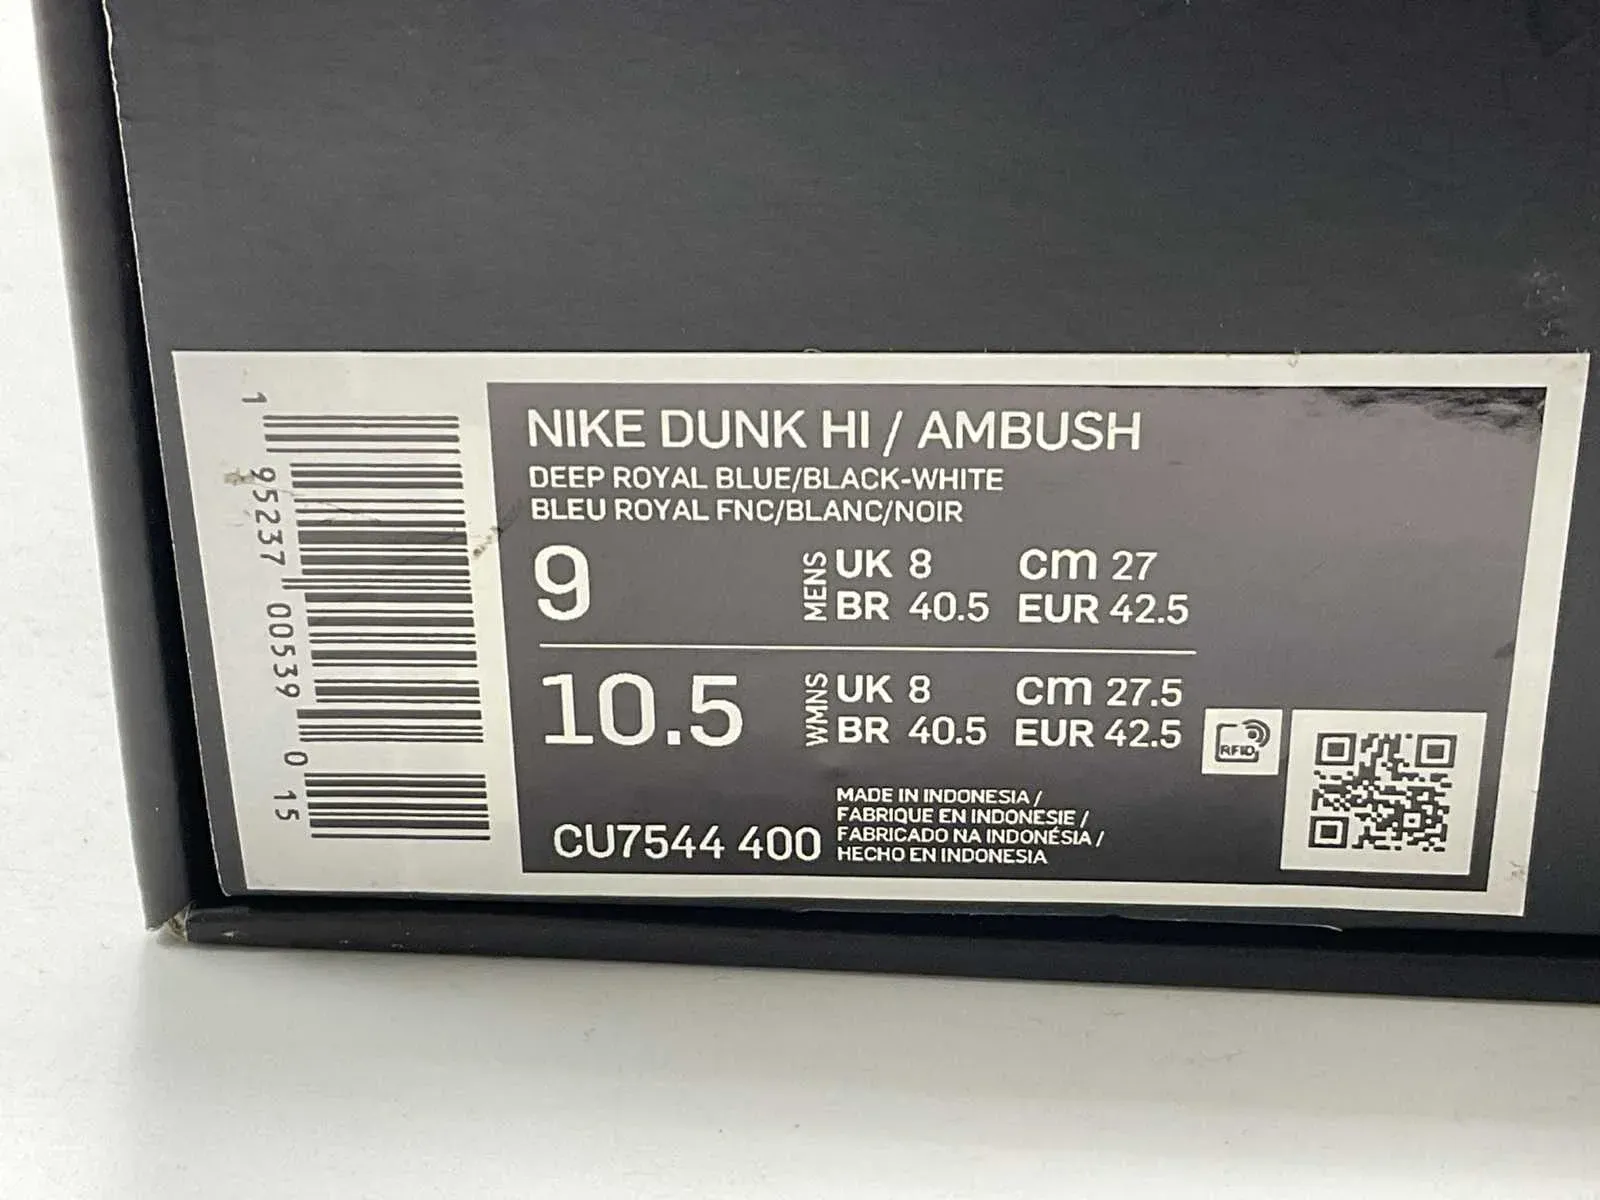 NIKE DUNK HI / AMBUSH
DEEP ROYAL BLUE/BLACK-WHITE
BLEU ROYAL FNC/BLANC/NOIR
9 MENS UK 8 cm 27
BR 40.5 EUR 42.5
10.5 WMNS UK 8 cm 27.5
BR 40.5 EUR 42.5
RFID
CU7544 400
MADE IN INDONESIA /
FABRIQUE EN INDONESIE /
FABRICADO NA INDONÉSIA /
HECHO EN INDONESIA
1 95237 00539 0 15